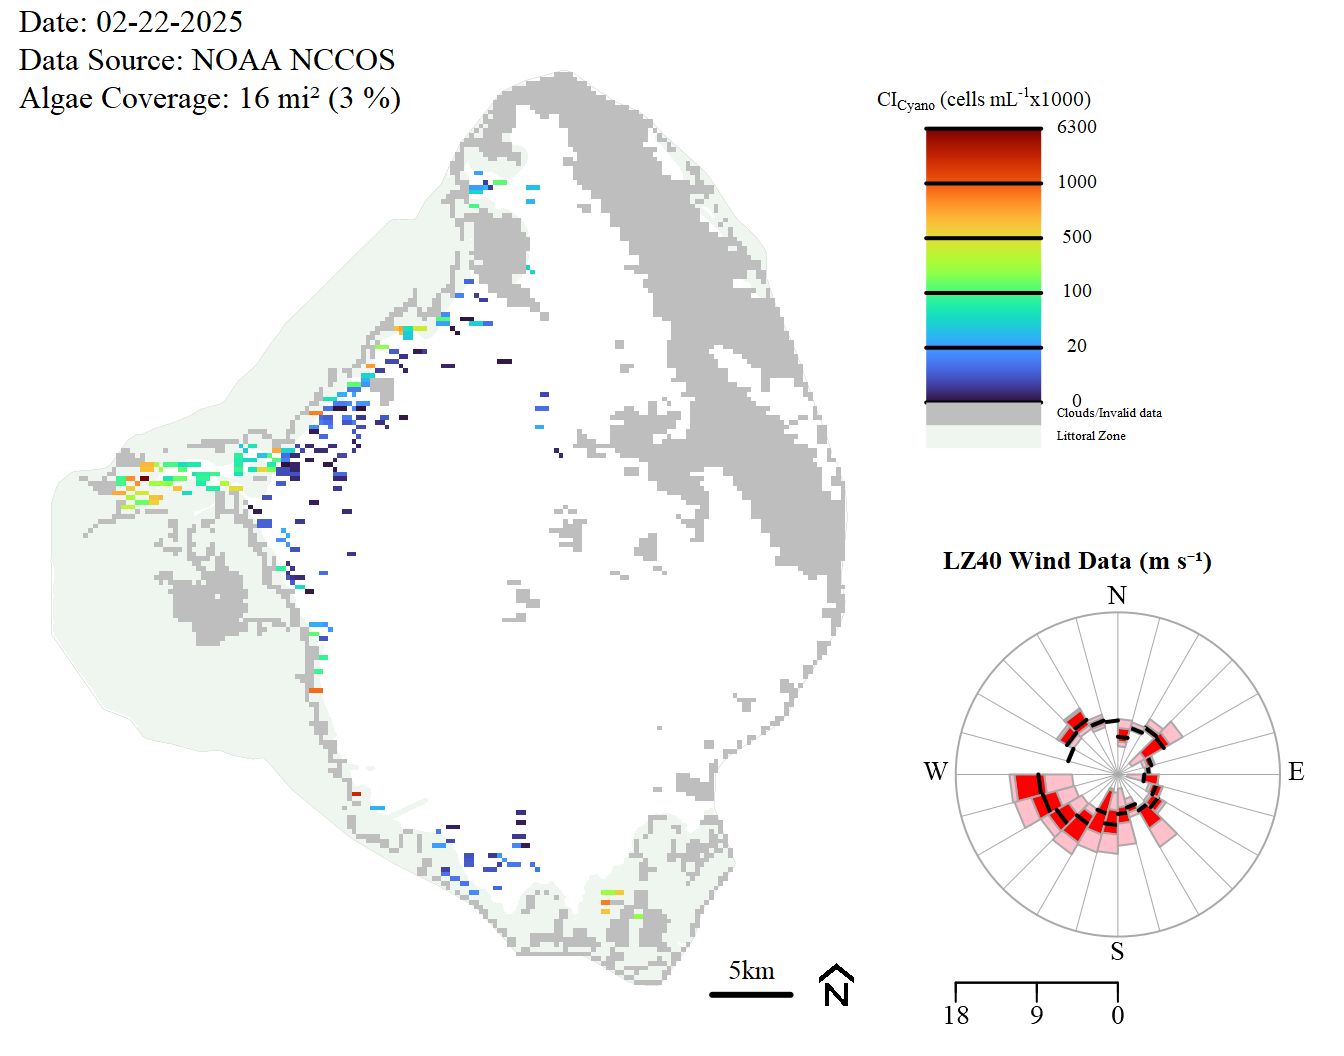 Date: 02-22-2025
Data Source: NOAA NCCOS
Algae Coverage: 16 mi² (3 %)
CI_Cyano (cells mL⁻¹x1000)
6300
1000
500
100
20
0
Clouds/Invalid data
Littoral Zone
LZ40 Wind Data (m s⁻¹)
N
W
E
S
5km
N
18 9 0